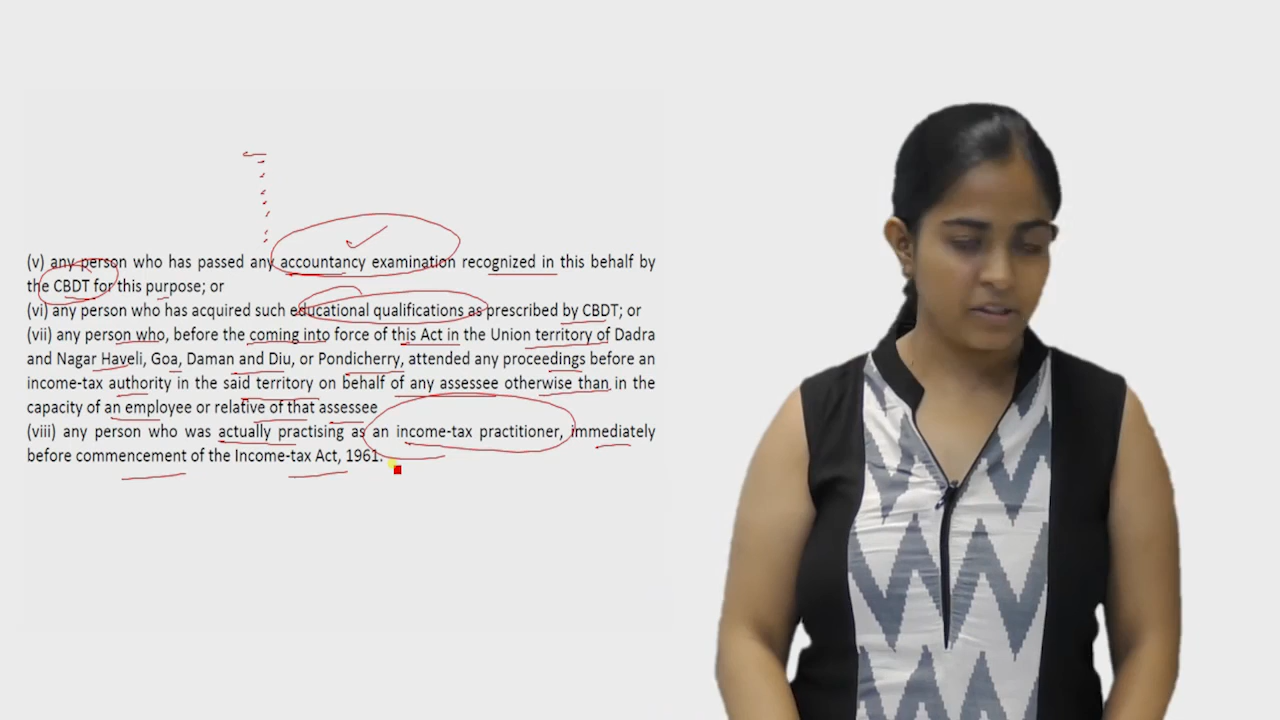 (v) any person who has passed any accountancy examination recognized in this behalf by
the CBDT for this purpose; or
(vi) any person who has acquired such educational qualifications as prescribed by CBDT; or
(vii) any person who, before the coming into force of this Act in the Union territory of Dadra
and Nagar Haveli, Goa, Daman and Diu, or Pondicherry, attended any proceedings before an
income-tax authority in the said territory on behalf of any assessee otherwise than in the
capacity of an employee or relative of that assessee
(viii) any person who was actually practising as an income-tax practitioner, immediately
before commencement of the Income-tax Act, 1961.